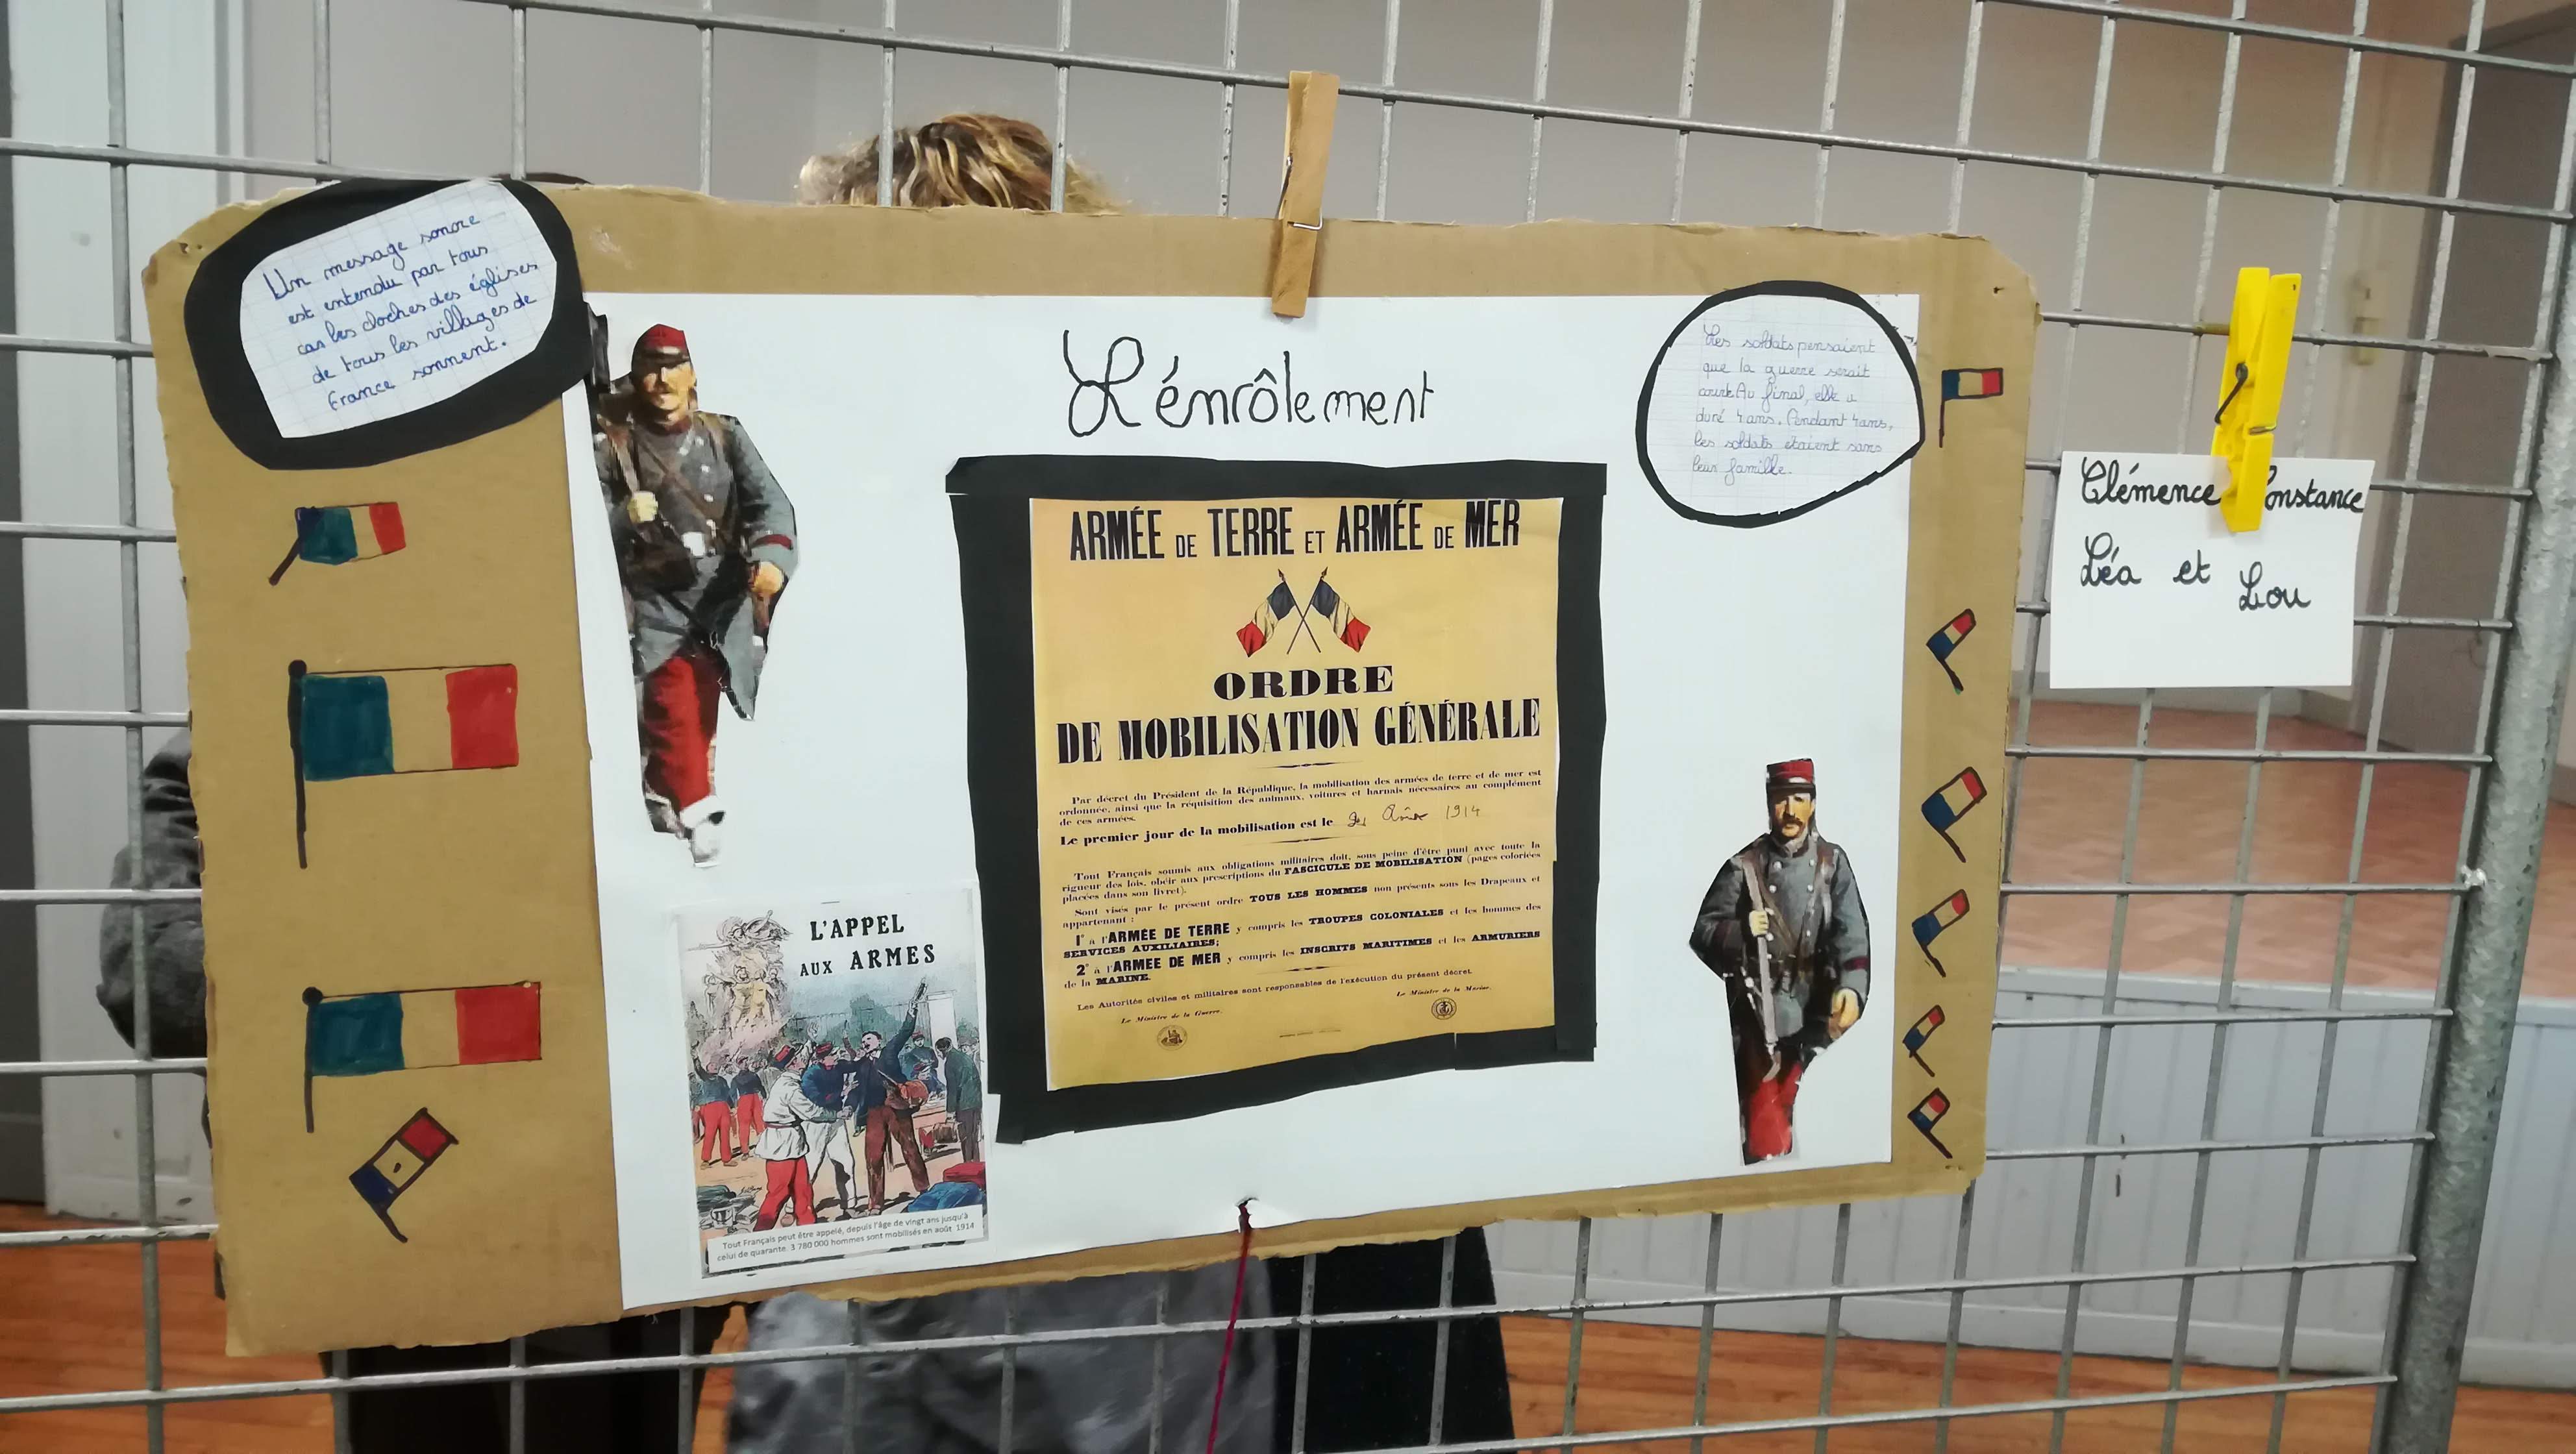 Un message sonore
est entendu par tous
car les cloches des églises
de tous les villages de
France sonnent.
L'énrôlement
Les soldats pensaient
que la guerre serait
courte. Au final, elle a
duré 4 ans. Pendant 4 ans,
les soldats etaient sans
leur famille.
Clémence onstance
Léa et Lou
ARMÉE DE TERRE ET ARMÉE DE MER
ORDRE
DE MOBILISATION GÉNÉRALE
Par décret du Président de la République, la mobilisation des armées de terre et de mer est
ordonnée, ainsi que la réquisition des animaux, voitures et harnais nécessaires au complément
de ces armées.
Le premier jour de la mobilisation est le 1914
Tout Français soumis aux obligations militaires doit, sous peine d'être puni avec toute la
rigueur des lois, obéir aux prescriptions du FASCICULE DE MOBILISATION (pages coloriées
placées dans son livret).
Sont visés par le présent ordre TOUS LES HOMMES non présents sous les Drapeaux et
appartenant :
1° à l'ARMÉE DE TERRE y compris les TROUPES COLONIALES et les hommes des
SERVICES AUXILIAIRES;
2° à l'ARMÉE DE MER y compris les INSCRITS MARITIMES et les ARMURIERS
de la MARINE.
Les Autorités civiles et militaires sont responsables de l'exécution du présent décret.
Le Ministre de la Guerre.
Le Ministre de la Marine.
L'APPEL
AUX ARMES
Tout Français peut être appelé, depuis l'âge de vingt ans jusqu'à
celui de quarante. 3 780 000 hommes sont mobilisés en août 1914